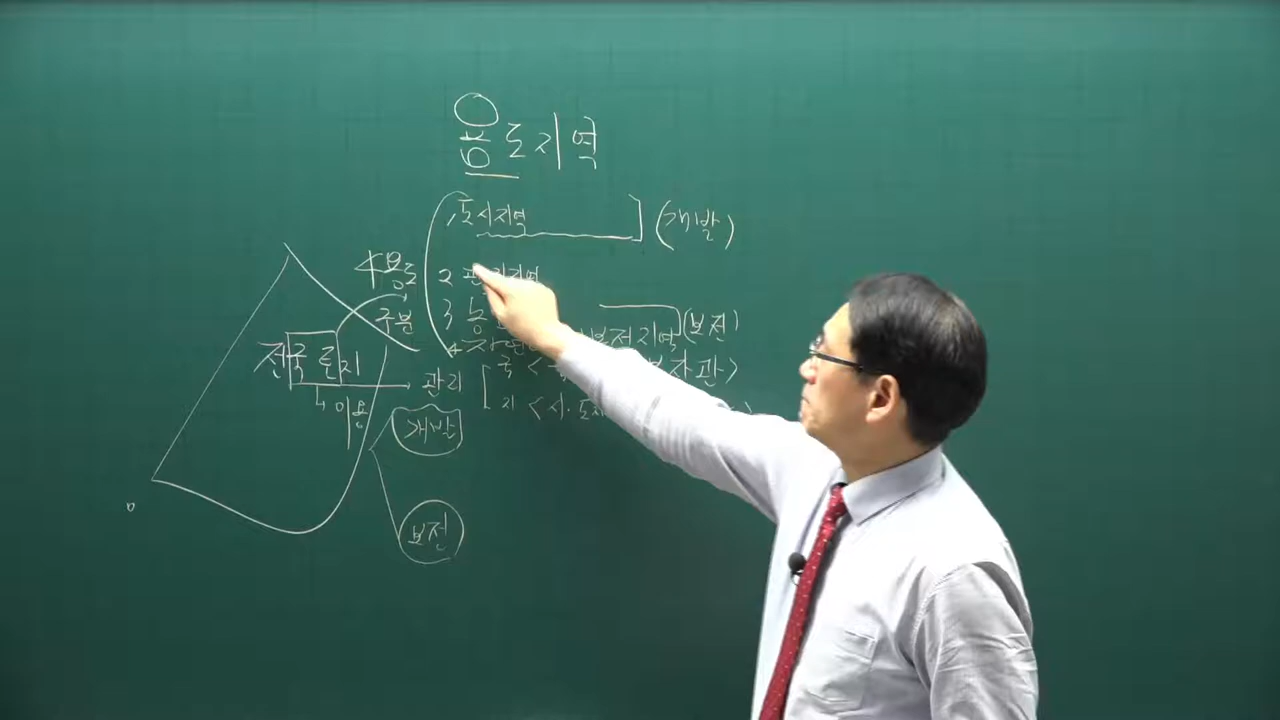 용도지역
1 도시지역 (개발)
4 용도
2 관리지역
구분
3 농
4 자연환 보전지역 (보전)
전국토지
관리
국 <
지 < 시·도지
이용
개발
보전